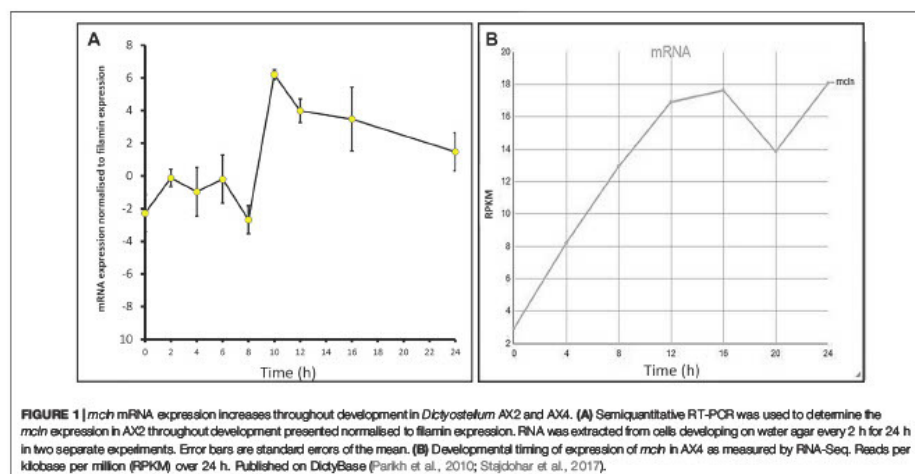 A
mRNA expression normalised to filamin expression
8
6
4
2
0
-2
-4
-6
-8
10
0 2 4 6 8 10 12 14 16 18 20 22 24
Time (h)
B
mRNA
mcln
RPKM
20
18
16
14
12
10
8
6
4
2
0 4 8 12 16 20 24
Time (h)
FIGURE 1 | mcln mRNA expression increases throughout development in Dictyostelium AX2 and AX4. (A) Semiquantitative RT-PCR was used to determine the
mcln expression in AX2 throughout development presented normalised to filamin expression. RNA was extracted from cells developing on water agar every 2 h for 24 h
in two separate experiments. Error bars are standard errors of the mean. (B) Developmental timing of expression of mcln in AX4 as measured by RNA-Seq. Reads per
kilobase per million (RPKM) over 24 h. Published on DictyBase (Parikh et al., 2010; Stajdohar et al., 2017).